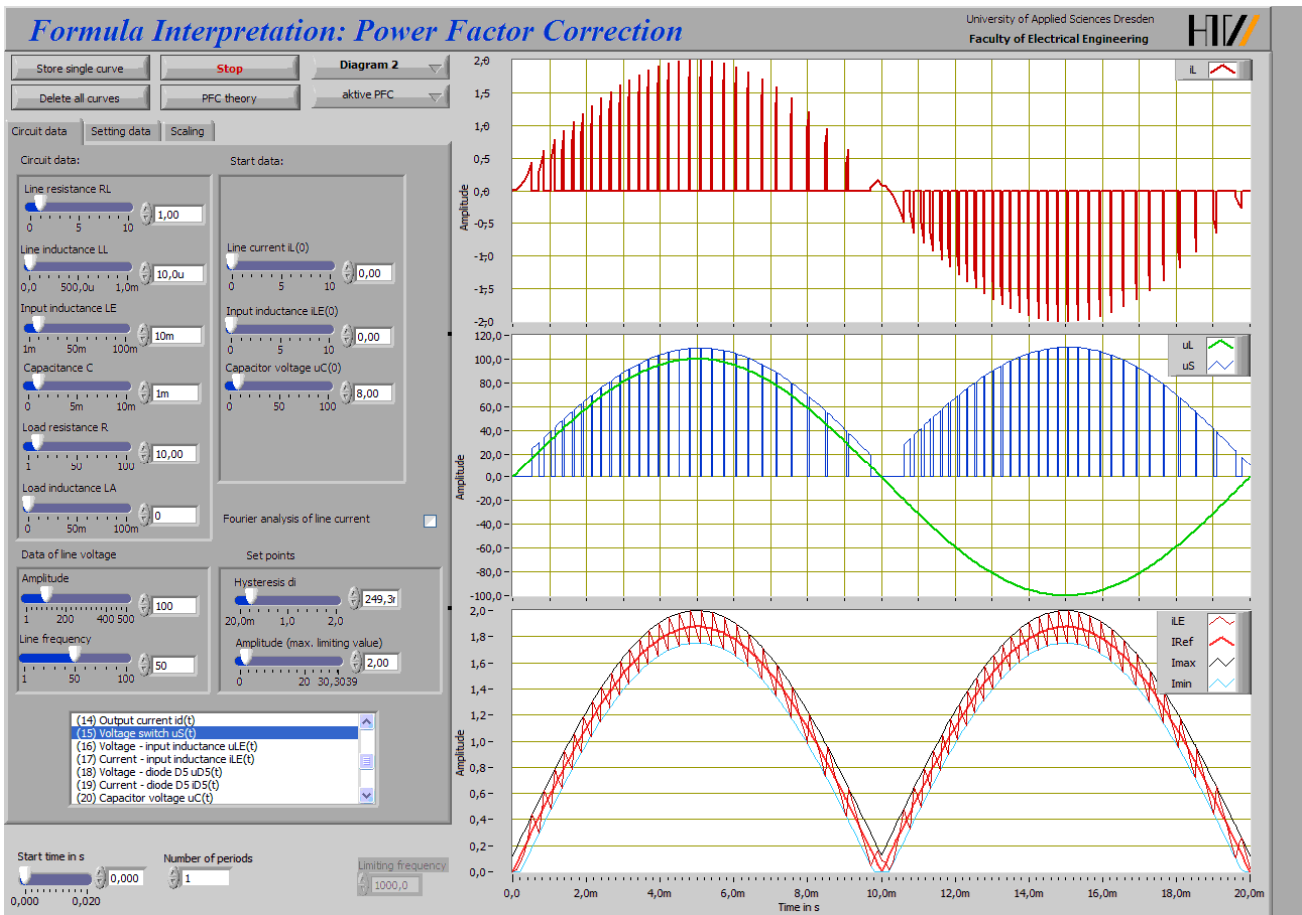 Formula Interpretation: Power Factor Correction
University of Applied Sciences Dresden
Faculty of Electrical Engineering
HTW
Store single curve
Stop
Diagram 2
Delete all curves
PFC theory
aktive PFC
Circuit data
Setting data
Scaling
Circuit data:
Start data:
Line resistance RL
1,00
0 5 10
Line inductance LL
10,0u
0,0 500,0u 1,0m
Input inductance LE
10m
1m 50m 100m
Capacitance C
1m
0 5m 10m
Load resistance R
10,00
1 50 100
Load inductance LA
0
0 50m 100m
Line current iL(0)
0,00
0 5 10
Input inductance iLE(0)
0,00
0 5 10
Capacitor voltage uC(0)
8,00
0 50 100
Fourier analysis of line current
Data of line voltage
Set points
Amplitude
100
1 200 400 500
Line frequency
50
1 50 100
Hysteresis di
249,3r
20,0m 1,0 2,0
Amplitude (max. limiting value)
2,00
0 20 30,3039
(14) Output current id(t)
(15) Voltage switch uS(t)
(16) Voltage - input inductance uLE(t)
(17) Current - input inductance iLE(t)
(18) Voltage - diode D5 uD5(t)
(19) Current - diode D5 iD5(t)
(20) Capacitor voltage uC(t)
Start time in s
0,000
0,000 0,020
Number of periods
1
Limiting frequency
1000,0
2,0
1,5
1,0
0,5
0,0
-0,5
-1,0
-1,5
-2,0
Amplitude
iL
120,0
100,0
80,0
60,0
40,0
20,0
0,0
-20,0
-40,0
-60,0
-80,0
-100,0
Amplitude
uL
uS
2,0
1,8
1,6
1,4
1,2
1,0
0,8
0,6
0,4
0,2
0,0
Amplitude
iLE
IRef
Imax
Imin
0,0 2,0m 4,0m 6,0m 8,0m 10,0m 12,0m 14,0m 16,0m 18,0m 20,0m
Time in s